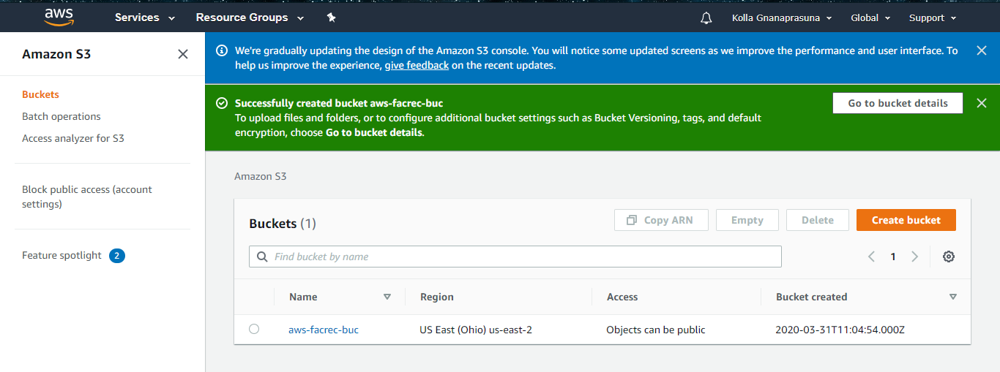 aws Services Resource Groups Kolla Gnanaprasuna Global Support
Amazon S3
Buckets
Batch operations
Access analyzer for S3
Block public access (account
settings)
Feature spotlight 2
We're gradually updating the design of the Amazon S3 console. You will notice some updated screens as we improve the performance and user interface. To
help us improve the experience, give feedback on the recent updates.
Successfully created bucket aws-facrec-buc
To upload files and folders, or to configure additional bucket settings such as Bucket Versioning, tags, and default
encryption, choose Go to bucket details.
Go to bucket details
Amazon S3
Buckets (1) Copy ARN Empty Delete Create bucket
Find bucket by name 1
Name Region Access Bucket created
aws-facrec-buc US East (Ohio) us-east-2 Objects can be public 2020-03-31T11:04:54.000Z